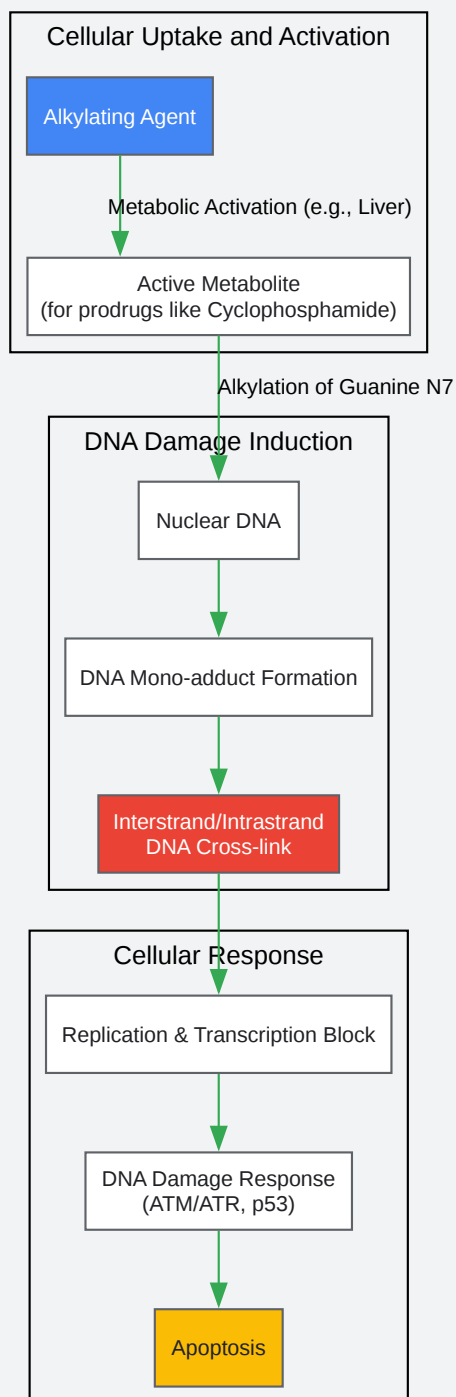 Cellular Uptake and Activation
Alkylating Agent
Metabolic Activation (e.g., Liver)
Active Metabolite
(for prodrugs like Cyclophosphamide)
Alkylation of Guanine N7
DNA Damage Induction
Nuclear DNA
DNA Mono-adduct Formation
Interstrand/Intrastrand
DNA Cross-link
Cellular Response
Replication & Transcription Block
DNA Damage Response
(ATM/ATR, p53)
Apoptosis